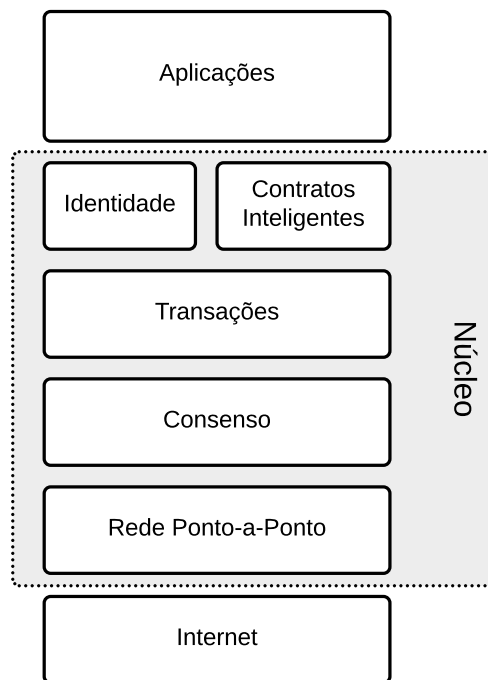 Aplicações
Identidade
Contratos
Inteligentes
Transações
Núcleo
Consenso
Rede Ponto-a-Ponto
Internet